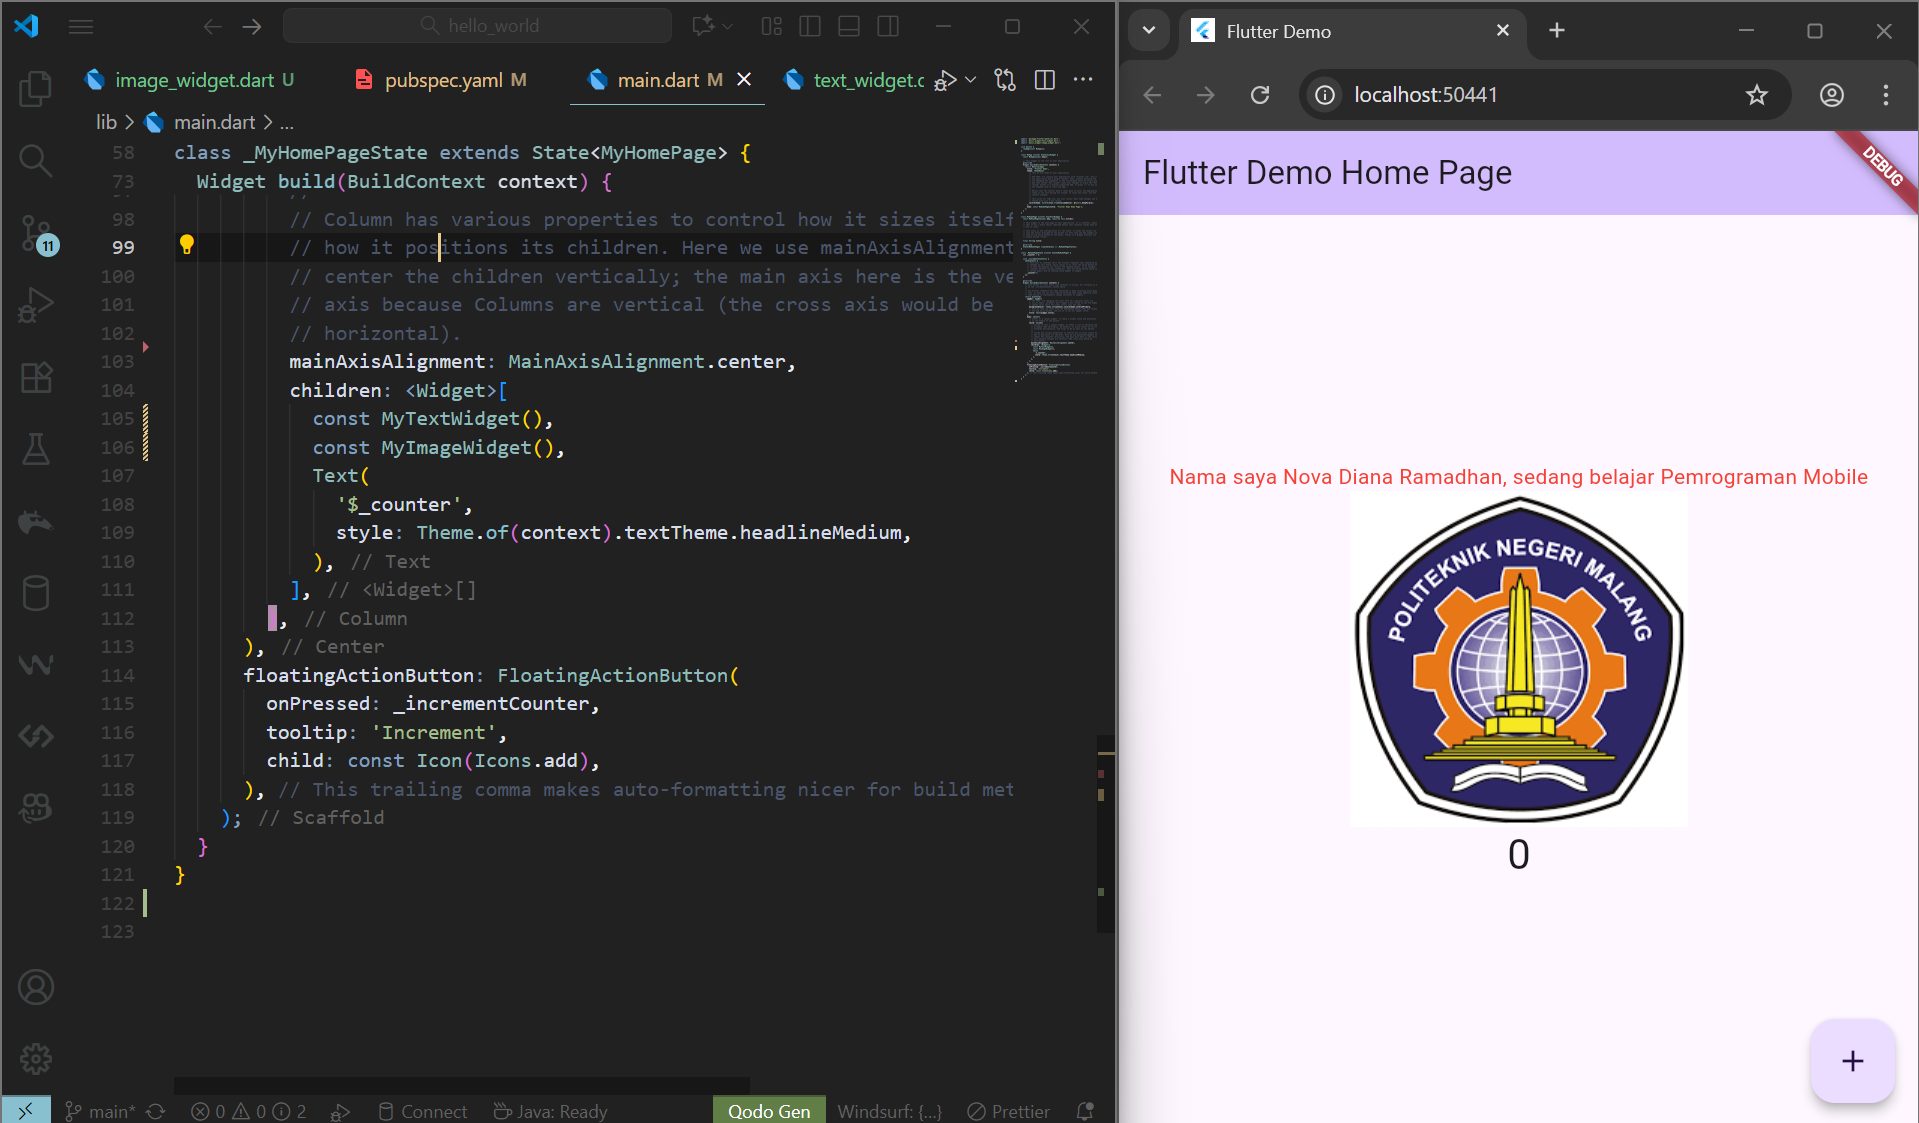 hello_world
image_widget.dart U
pubspec.yaml M
main.dart M
text_widget.c
lib > main.dart > ...
58 class _MyHomePageState extends State<MyHomePage> {
73 Widget build(BuildContext context) {
98 // Column has various properties to control how it sizes itself
99 // how it positions its children. Here we use mainAxisAlignment
100 // center the children vertically; the main axis here is the ve
101 // axis because Columns are vertical (the cross axis would be
102 // horizontal).
103 mainAxisAlignment: MainAxisAlignment.center,
104 children: <Widget>[
105 const MyTextWidget(),
106 const MyImageWidget(),
107 Text(
108 '$_counter',
109 style: Theme.of(context).textTheme.headlineMedium,
110 ), // Text
111 ], // <Widget>[]
112 , // Column
113 ), // Center
114 floatingActionButton: FloatingActionButton(
115 onPressed: _incrementCounter,
116 tooltip: 'Increment',
117 child: const Icon(Icons.add),
118 ), // This trailing comma makes auto-formatting nicer for build met
119 ); // Scaffold
120 }
121 }
122
123
11
main* 0 0 2 Connect Java: Ready Qodo Gen Windsurf: {...} Prettier
Flutter Demo
localhost:50441
Flutter Demo Home Page
DEBUG
Nama saya Nova Diana Ramadhan, sedang belajar Pemrograman Mobile
POLITEKNIK NEGERI MALANG
0
+